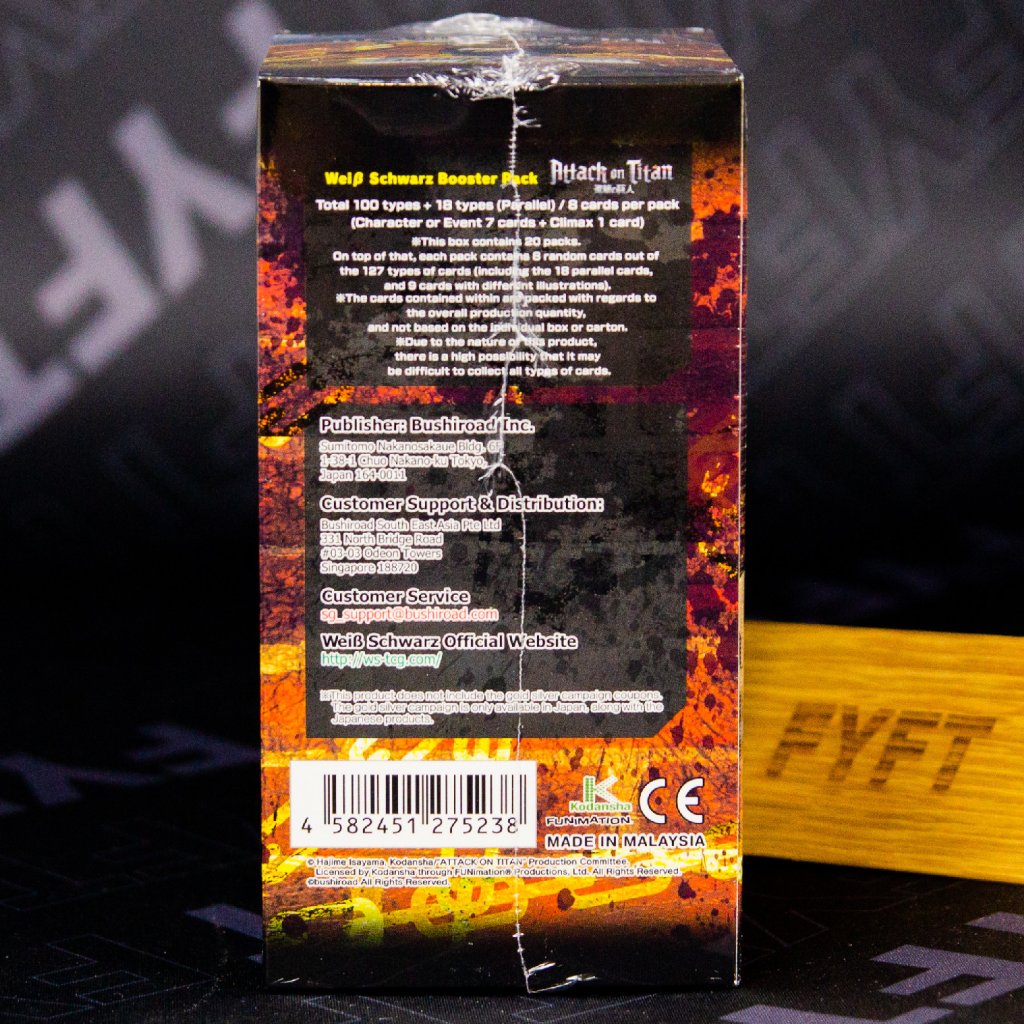 Weiß Schwarz Booster Pack Attack on Titan
進撃の巨人
Total 100 types + 18 types (Parallel) / 8 cards per pack
(Character or Event 7 cards + Climax 1 card)
※This box contains 20 packs.
On top of that, each pack contains 8 random cards out of
the 127 types of cards (including the 18 parallel cards,
and 9 cards with different illustrations).
※The cards contained within are packed with regards to
the overall production quantity,
and not based on the individual box or carton.
※Due to the nature of this product,
there is a high possibility that it may
be difficult to collect all types of cards.
Publisher: Bushiroad Inc.
Sumitomo Nakanosakaue Bldg. 6F
1-38-1 Chuo Nakano-ku Tokyo,
Japan 164-0011
Customer Support & Distribution:
Bushiroad South East Asia Pte Ltd
331 North Bridge Road
#03-03 Odeon Towers
Singapore 188720
Customer Service
sg_support@bushiroad.com
Weiß Schwarz Official Website
http://ws-tcg.com/
※This product does not include the gold silver campaign coupons.
The gold silver campaign is only available in Japan, along with the
Japanese products.
4 582451 275238
Kodansha
FUNIMATION
CE
MADE IN MALAYSIA
© Hajime Isayama, Kodansha/"ATTACK ON TITAN" Production Committee.
Licensed by Kodansha through FUNimation® Productions, Ltd. All Rights Reserved.
©bushiroad All Rights Reserved.
FYFT